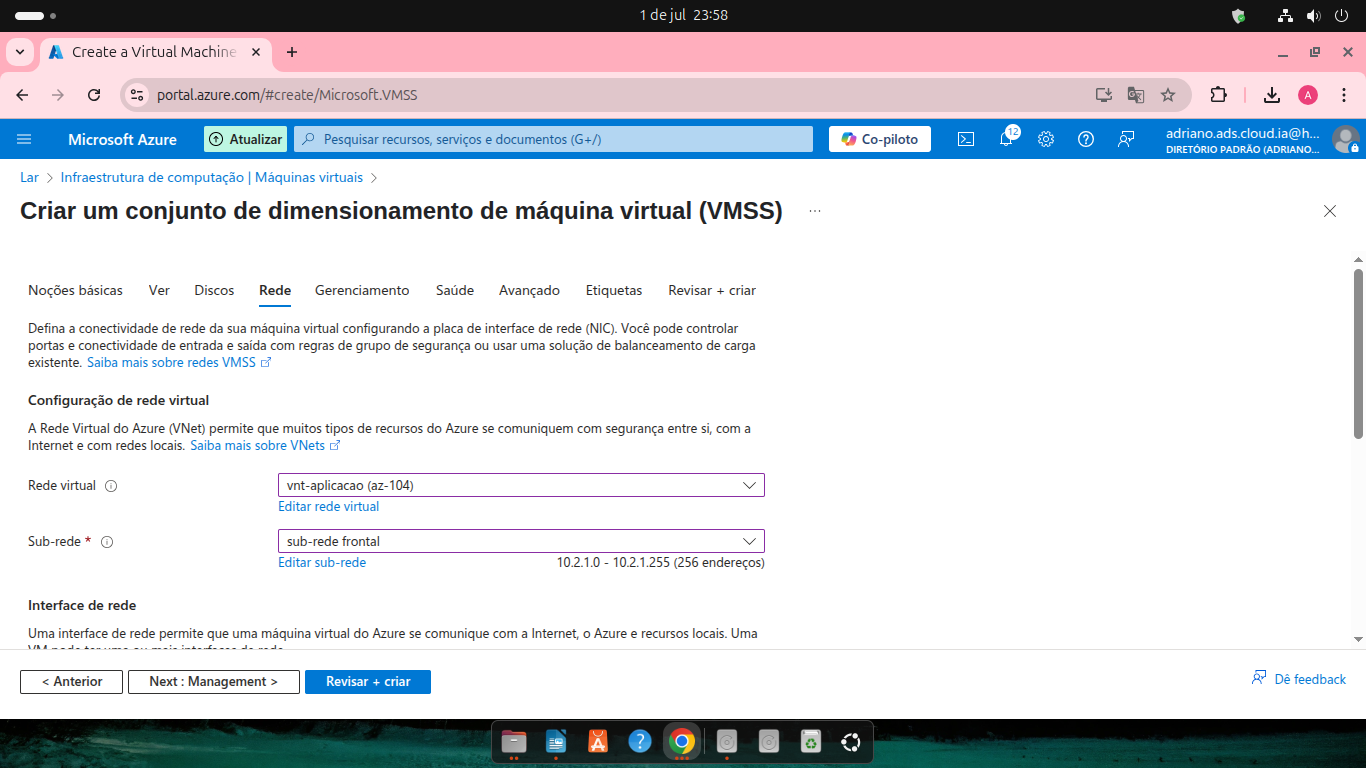 1 de jul 23:58
Create a Virtual Machine
portal.azure.com/#create/Microsoft.VMSS
A
Microsoft Azure
Atualizar
Pesquisar recursos, serviços e documentos (G+/)
Co-piloto
12
adriano.ads.cloud.ia@h...
DIRETÓRIO PADRÃO (ADRIANO...
Lar > Infraestrutura de computação | Máquinas virtuais >
Criar um conjunto de dimensionamento de máquina virtual (VMSS) ...
Noções básicas Ver Discos Rede Gerenciamento Saúde Avançado Etiquetas Revisar + criar
Defina a conectividade de rede da sua máquina virtual configurando a placa de interface de rede (NIC). Você pode controlar
portas e conectividade de entrada e saída com regras de grupo de segurança ou usar uma solução de balanceamento de carga
existente. Saiba mais sobre redes VMSS
Configuração de rede virtual
A Rede Virtual do Azure (VNet) permite que muitos tipos de recursos do Azure se comuniquem com segurança entre si, com a
Internet e com redes locais. Saiba mais sobre VNets
Rede virtual
vnt-aplicacao (az-104)
Editar rede virtual
Sub-rede *
sub-rede frontal
Editar sub-rede
10.2.1.0 - 10.2.1.255 (256 endereços)
Interface de rede
Uma interface de rede permite que uma máquina virtual do Azure se comunique com a Internet, o Azure e recursos locais. Uma
VM pode ter uma ou mais interfaces de rede.
< Anterior
Next : Management >
Revisar + criar
Dê feedback